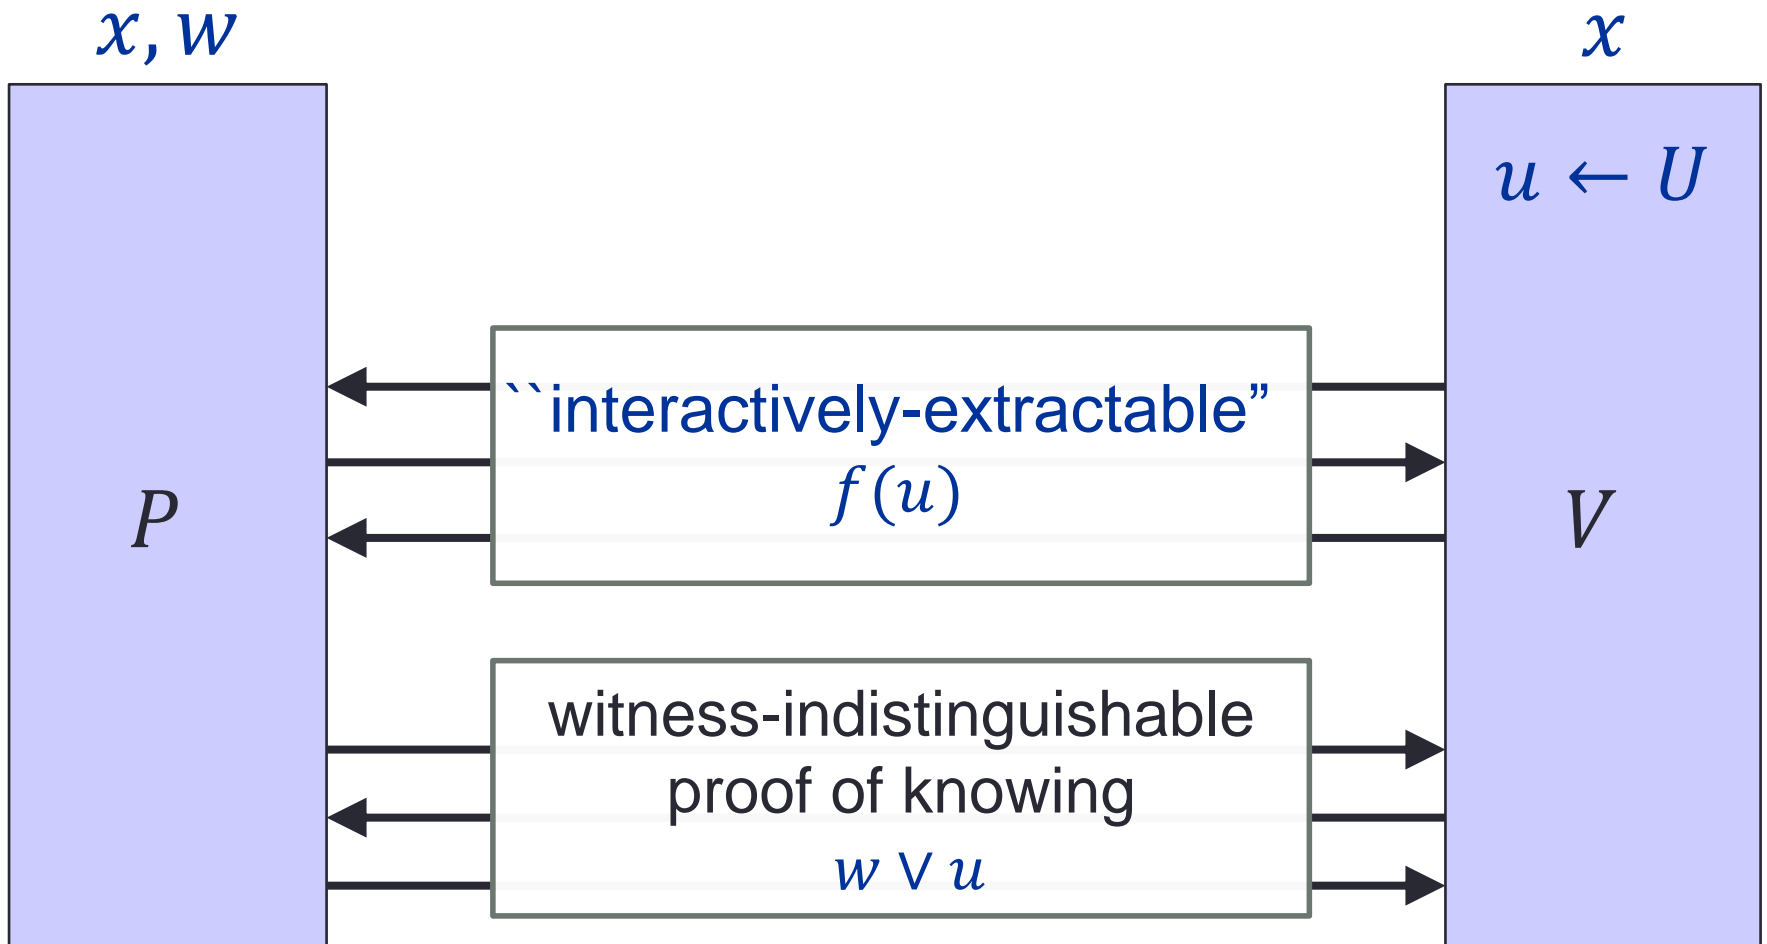 x, w
x
u ← U
``interactively-extractable”
f(u)
P
V
witness-indistinguishable
proof of knowing
w ∨ u